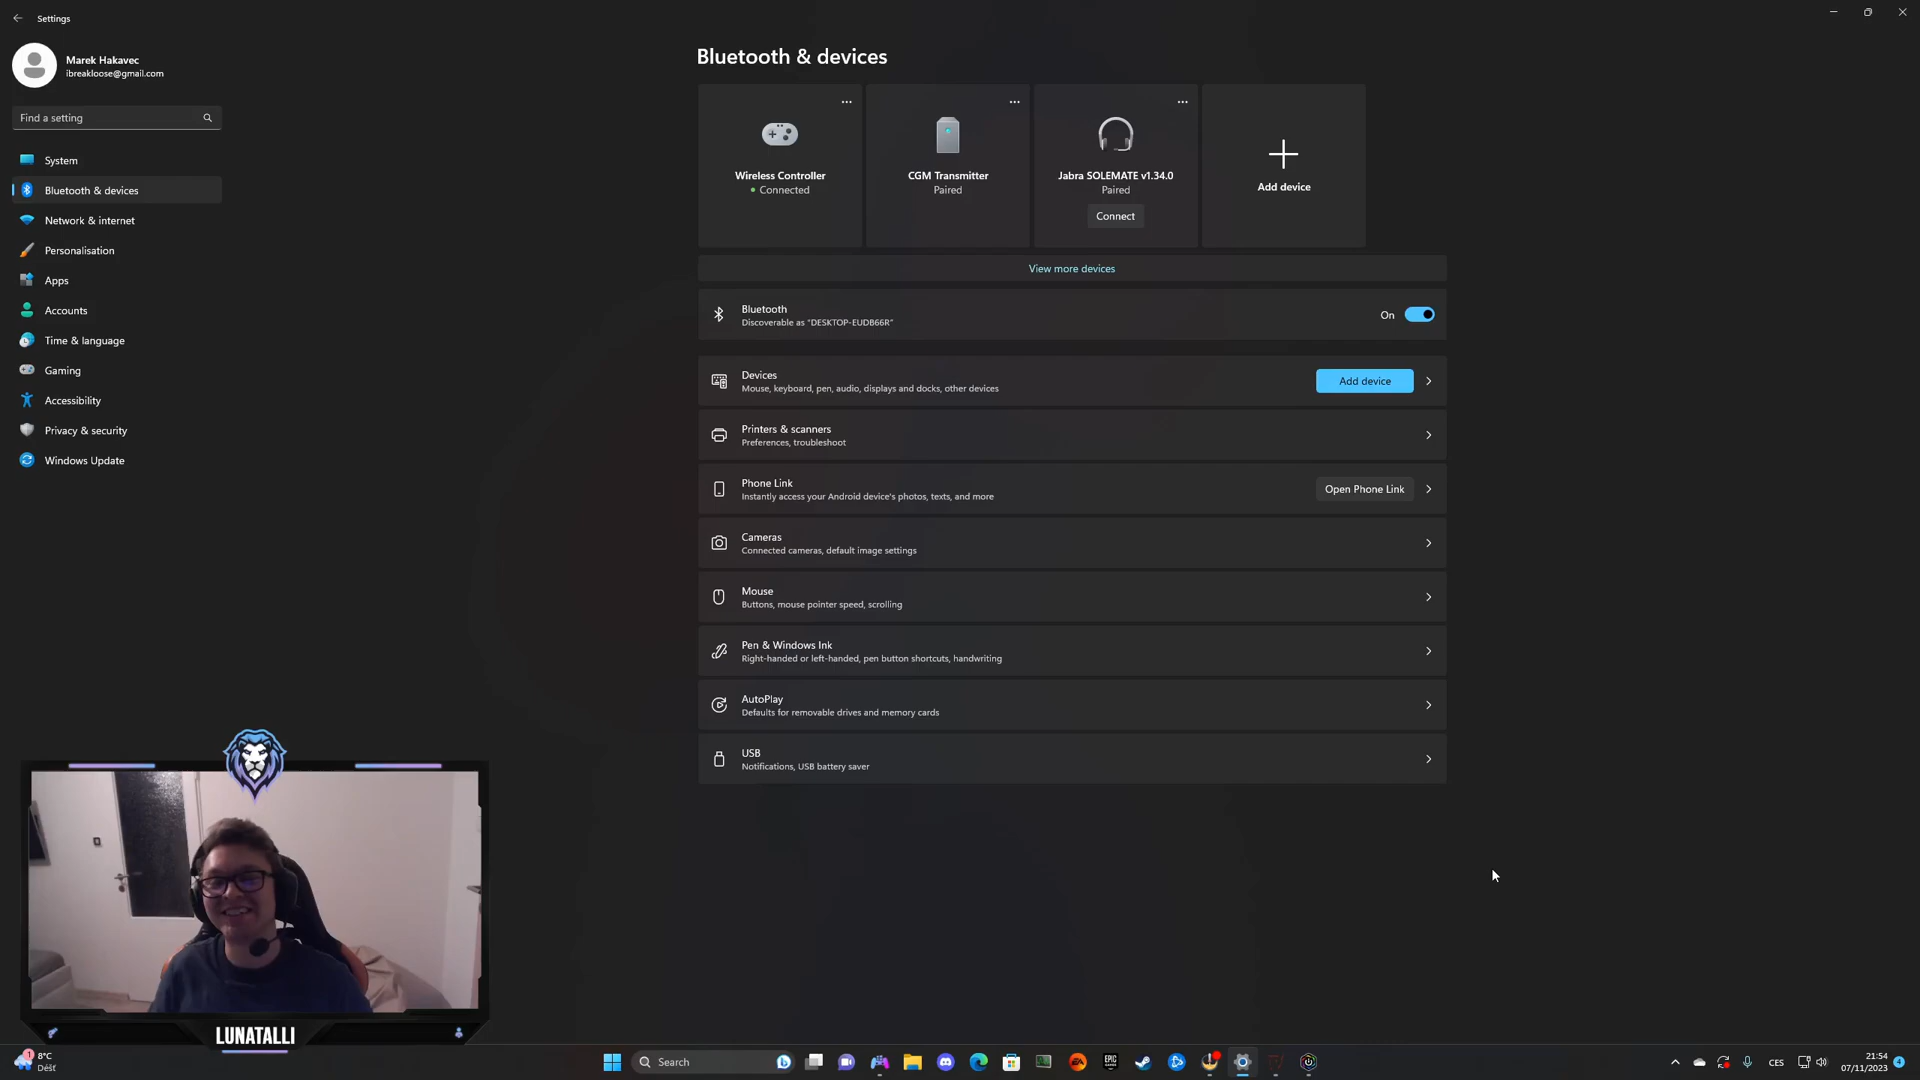 Settings
Marek Hakavec
ibreakloose@gmail.com
Find a setting
System
Bluetooth & devices
Network & internet
Personalisation
Apps
Accounts
Time & language
Gaming
Accessibility
Privacy & security
Windows Update
Bluetooth & devices
Wireless Controller
Connected
CGM Transmitter
Paired
Jabra SOLEMATE v1.34.0
Paired
Connect
Add device
View more devices
Bluetooth
Discoverable as "DESKTOP-EUDB66R"
On
Devices
Mouse, keyboard, pen, audio, displays and docks, other devices
Add device
Printers & scanners
Preferences, troubleshoot
Phone Link
Instantly access your Android device's photos, texts, and more
Open Phone Link
Cameras
Connected cameras, default image settings
Mouse
Buttons, mouse pointer speed, scrolling
Pen & Windows Ink
Right-handed or left-handed, pen button shortcuts, handwriting
AutoPlay
Defaults for removable drives and memory cards
USB
Notifications, USB battery saver
LUNATALLI
1
8°C
Déšť
Search
EA
EPIC GAMES
CES
21:54
07/11/2023
4